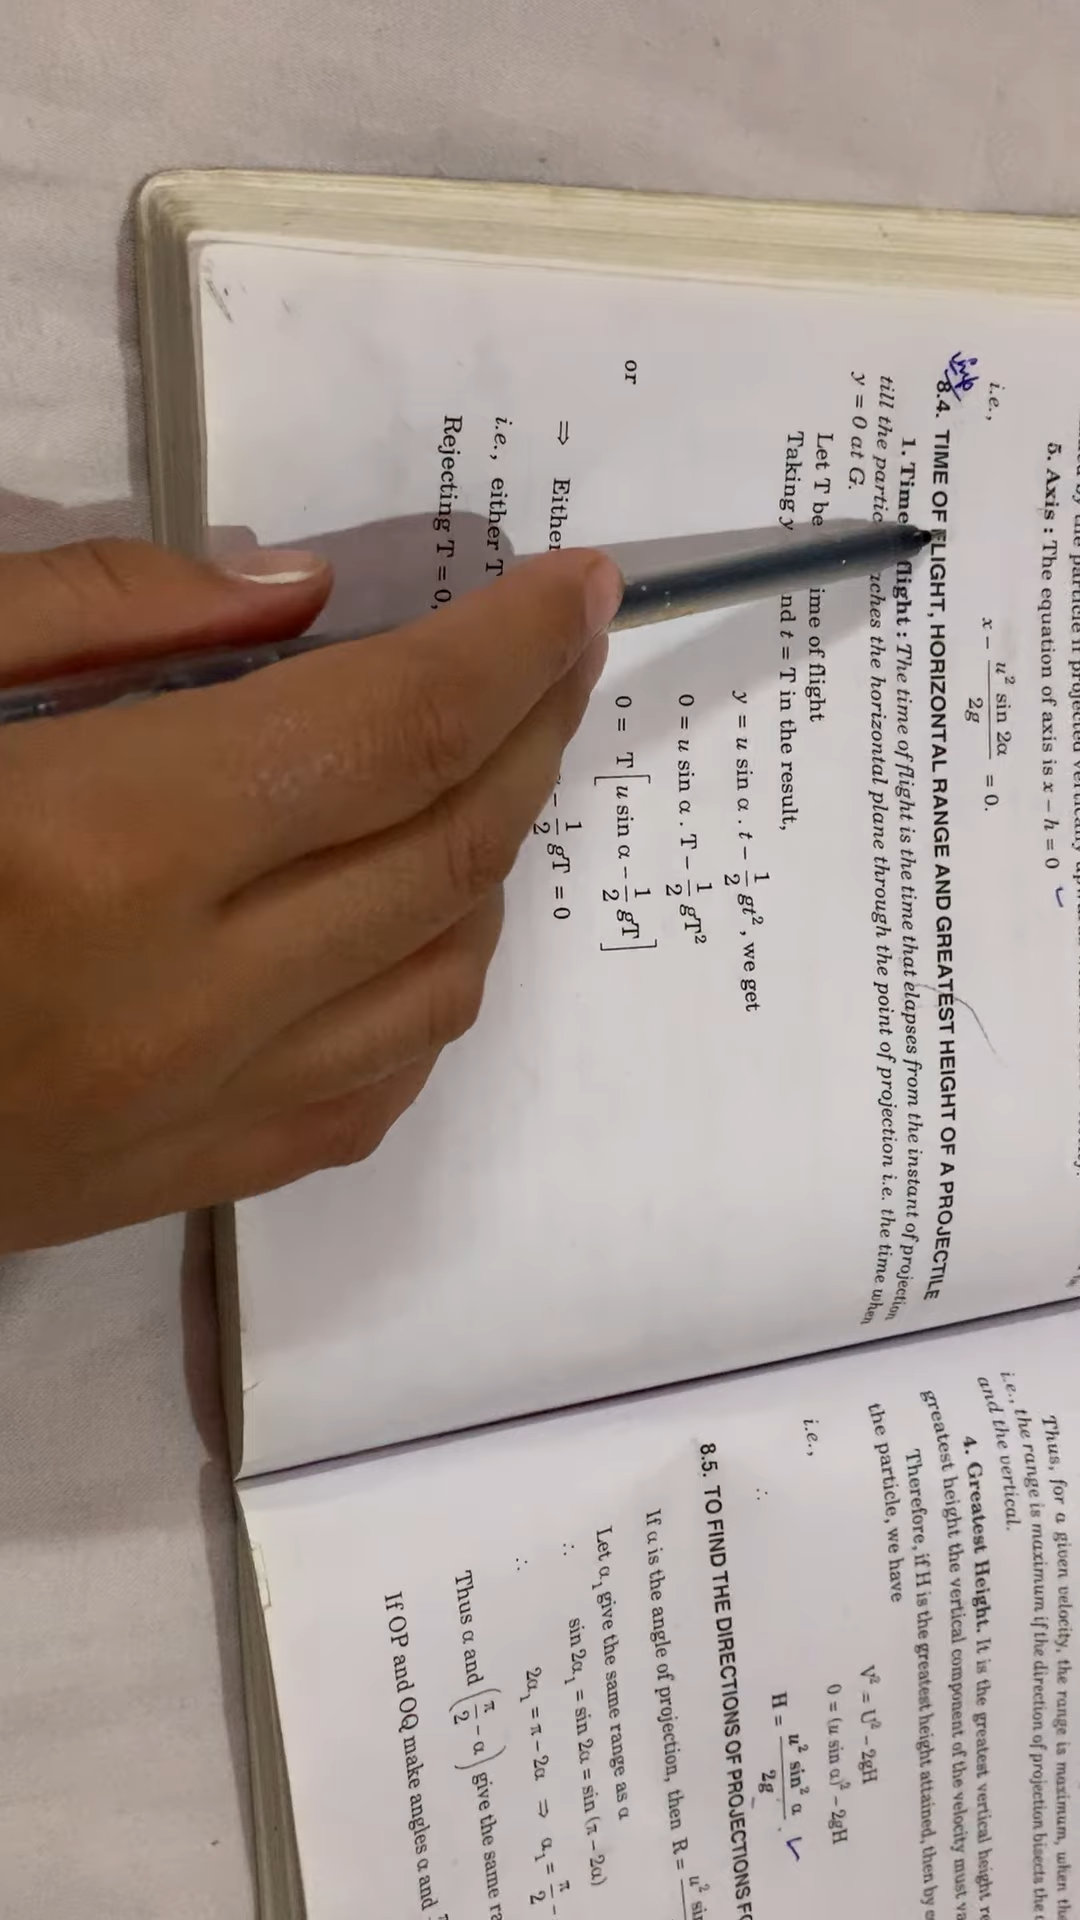 5. Axis : The equation of axis is x – h = 0
i.e., x – u² sin 2α / 2g = 0.
imp
8.4. TIME OF FLIGHT, HORIZONTAL RANGE AND GREATEST HEIGHT OF A PROJECTILE
1. Time flight : The time of flight is the time that elapses from the instant of projection
till the partic ches the horizontal plane through the point of projection i.e. the time when
y = 0 at G.
Let T be ime of flight
Taking y nd t = T in the result,
y = u sin α . t – 1/2 gt², we get
0 = u sin α . T – 1/2 gT²
or 0 = T [u sin α – 1/2 gT]
⇒ Either – 1/2 gT = 0
i.e., either T
Rejecting T = 0,
Thus, for a given velocity, the range is maximum, when
i.e., the range is maximum if the direction of projection bisects the
and the vertical.
4. Greatest Height. It is the greatest vertical height
greatest height the vertical component of the velocity must
Therefore, if H is the greatest height attained, then by
the particle, we have
V² = U² – 2gH
i.e., 0 = (u sin α)² – 2gH
∴ H = u² sin² α / 2g .
8.5. TO FIND THE DIRECTIONS OF PROJECTIONS
If α is the angle of projection, then R = u²
Let α₁ give the same range as α
∴ sin 2α₁ = sin 2α = sin (π – 2α)
∴ 2α₁ = π – 2α ⇒ α₁ = π/2 –
Thus α and (π/2 – α) give the same
If OP and OQ make angles α and